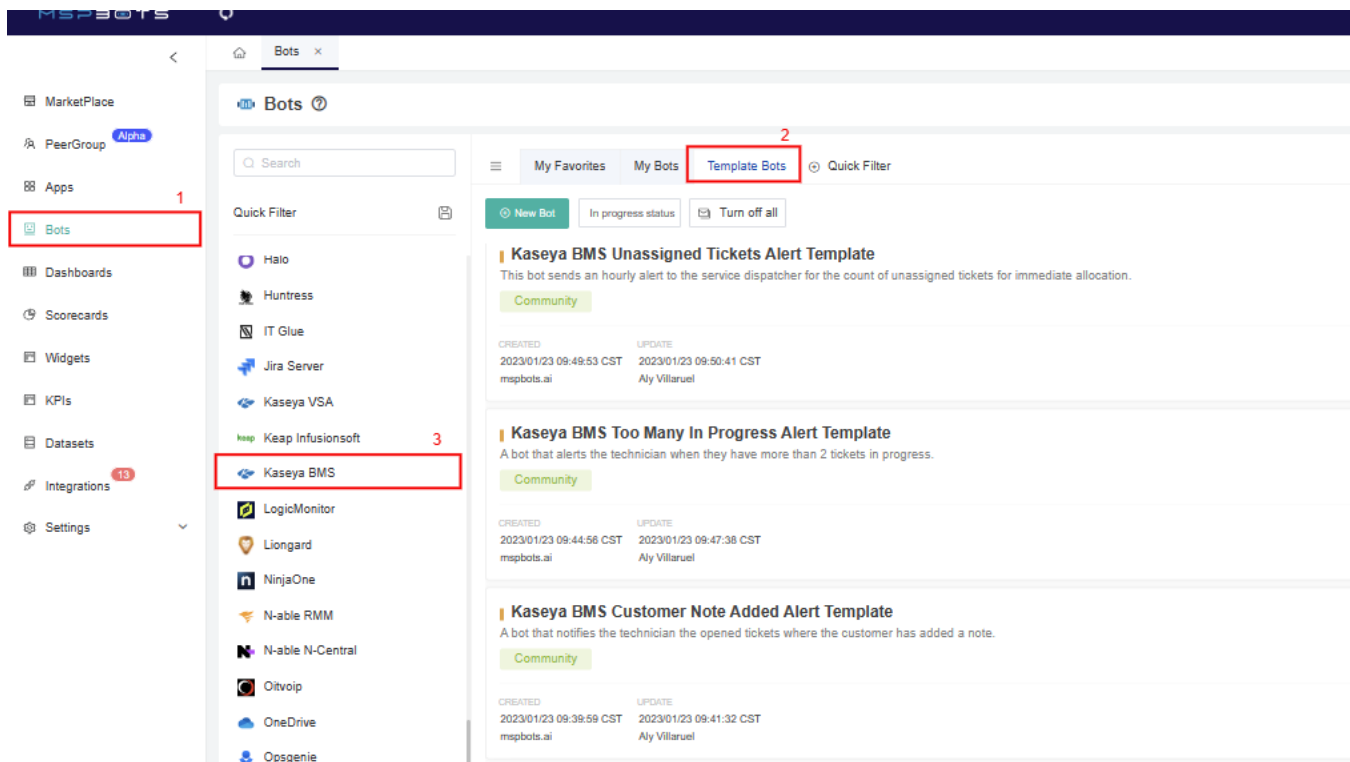 MSPBOTS
Bots ×
MarketPlace
PeerGroup Alpha
Apps
1
Bots
Dashboards
Scorecards
Widgets
KPIs
Datasets
Integrations 13
Settings
Bots
Search
Quick Filter
Halo
Huntress
IT Glue
Jira Server
Kaseya VSA
keap Keap Infusionsoft
3
Kaseya BMS
LogicMonitor
Liongard
NinjaOne
N-able RMM
N-able N-Central
Oitvoip
OneDrive
Opsgenie
2
My Favorites My Bots Template Bots Quick Filter
New Bot In progress status Turn off all
Kaseya BMS Unassigned Tickets Alert Template
This bot sends an hourly alert to the service dispatcher for the count of unassigned tickets for immediate allocation.
Community
CREATED UPDATE
2023/01/23 09:49:53 CST 2023/01/23 09:50:41 CST
mspbots.ai Aly Villaruel
Kaseya BMS Too Many In Progress Alert Template
A bot that alerts the technician when they have more than 2 tickets in progress.
Community
CREATED UPDATE
2023/01/23 09:44:56 CST 2023/01/23 09:47:38 CST
mspbots.ai Aly Villaruel
Kaseya BMS Customer Note Added Alert Template
A bot that notifies the technician the opened tickets where the customer has added a note.
Community
CREATED UPDATE
2023/01/23 09:39:59 CST 2023/01/23 09:41:32 CST
mspbots.ai Aly Villaruel